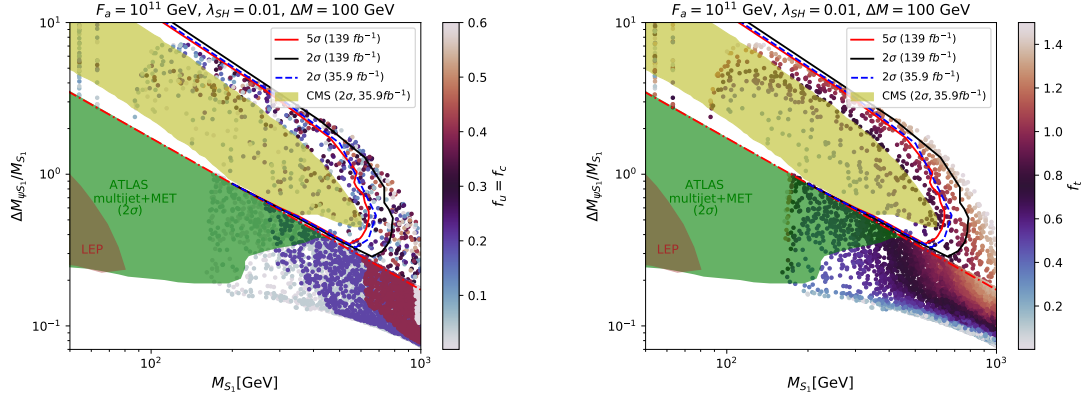 F_a = 10^11 GeV, λ_SH = 0.01, ΔM = 100 GeV
5σ (139 fb^−1)
2σ (139 fb^−1)
2σ (35.9 fb^−1)
CMS (2σ, 35.9fb^−1)
ATLAS
multijet+MET
(2σ)
LEP
10^1
10^0
10^−1
ΔM_ψS_1/M_S_1
10^2
10^3
M_S_1[GeV]
0.6
0.5
0.4
0.3
0.2
0.1
f_u = f_c
F_a = 10^11 GeV, λ_SH = 0.01, ΔM = 100 GeV
5σ (139 fb^−1)
2σ (139 fb^−1)
2σ (35.9 fb^−1)
CMS (2σ, 35.9fb^−1)
ATLAS
multijet+MET
(2σ)
LEP
10^1
10^0
10^−1
ΔM_ψS_1/M_S_1
10^2
10^3
M_S_1[GeV]
1.4
1.2
1.0
0.8
0.6
0.4
0.2
f_t